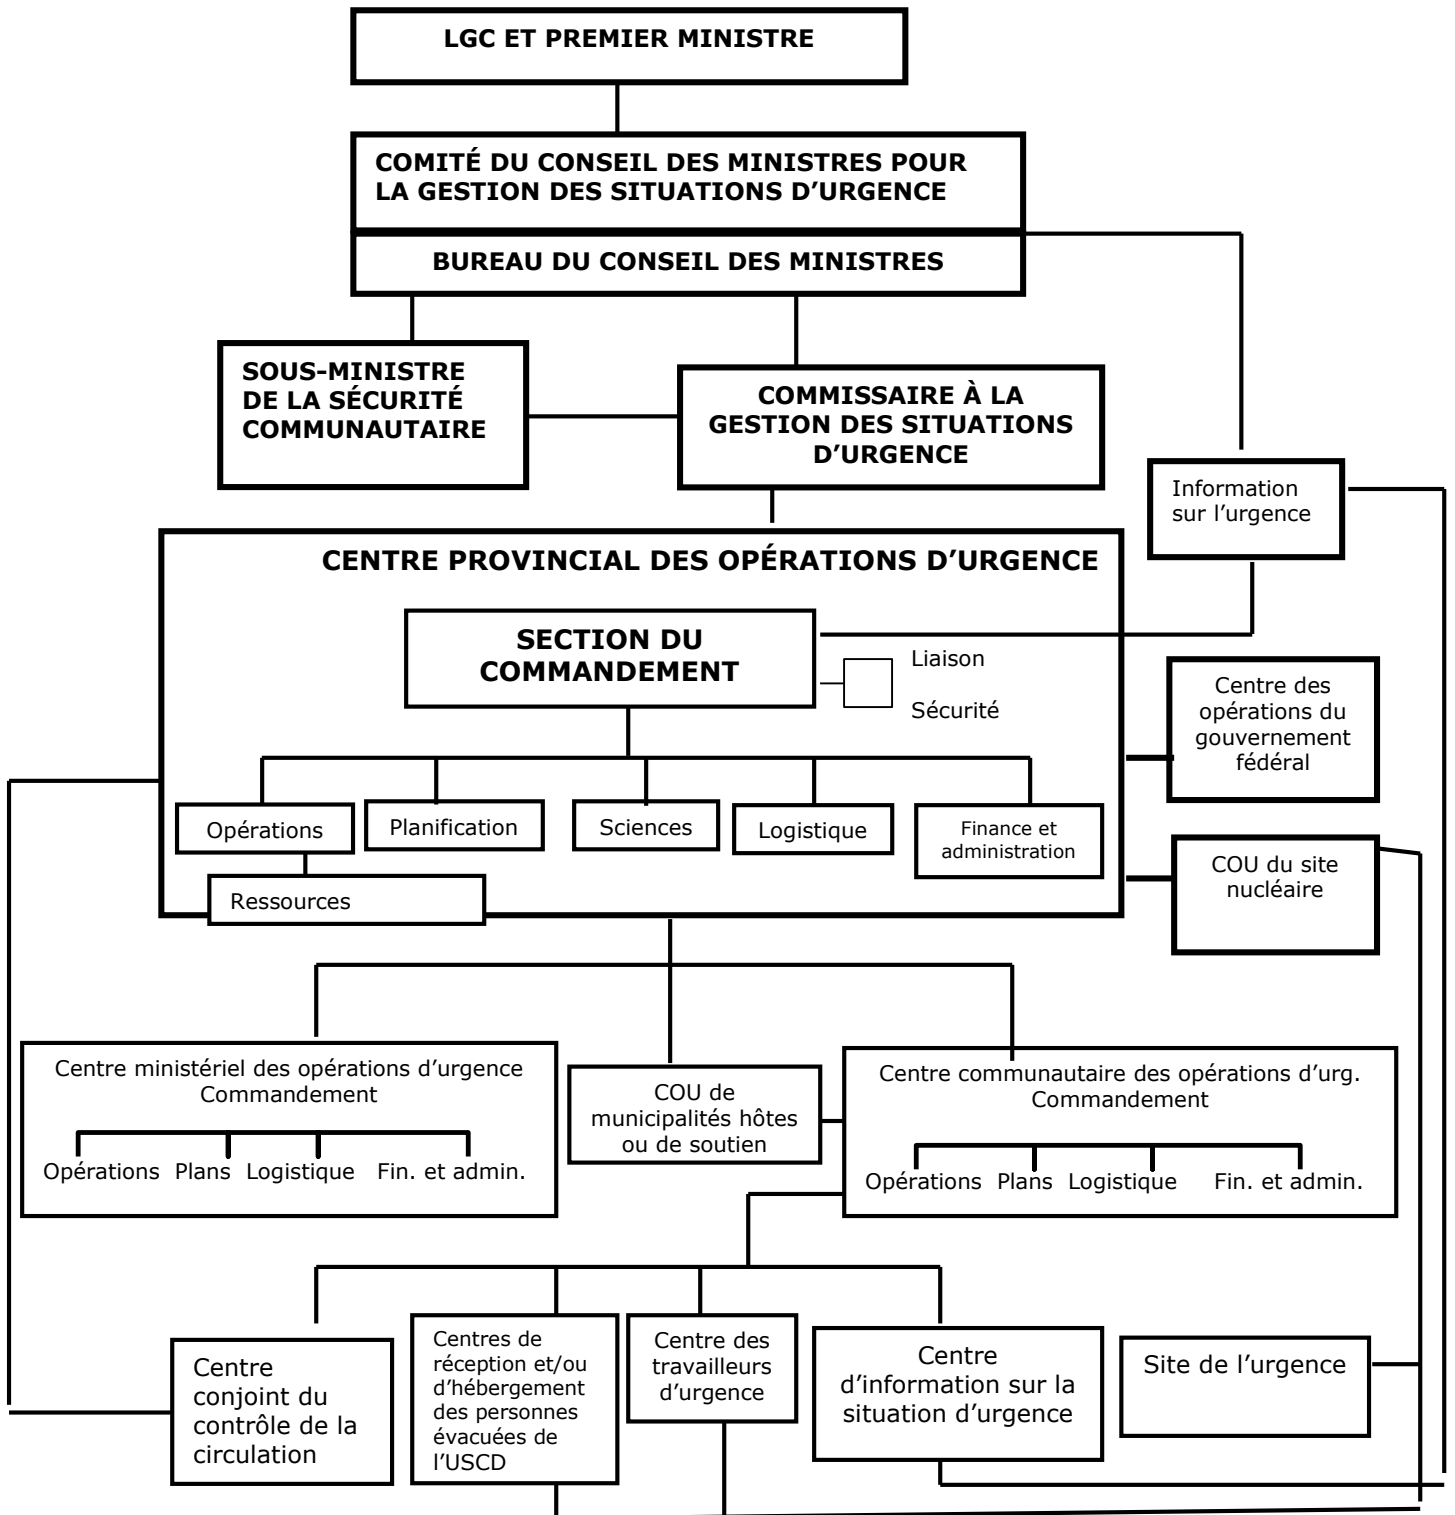 LGC ET PREMIER MINISTRE
COMITÉ DU CONSEIL DES MINISTRES POUR
LA GESTION DES SITUATIONS D’URGENCE
BUREAU DU CONSEIL DES MINISTRES
SOUS-MINISTRE
DE LA SÉCURITÉ
COMMUNAUTAIRE
COMMISSAIRE À LA
GESTION DES SITUATIONS
D’URGENCE
Information
sur l’urgence
CENTRE PROVINCIAL DES OPÉRATIONS D’URGENCE
SECTION DU
COMMANDEMENT
Liaison
Sécurité
Centre des
opérations du
gouvernement
fédéral
Opérations
Planification
Sciences
Logistique
Finance et
administration
Ressources
COU du site
nucléaire
Centre ministériel des opérations d’urgence
Commandement
Opérations Plans Logistique Fin. et admin.
COU de
municipalités hôtes
ou de soutien
Centre communautaire des opérations d’urg.
Commandement
Opérations Plans Logistique Fin. et admin.
Centre
conjoint du
contrôle de la
circulation
Centres de
réception et/ou
d’hébergement
des personnes
évacuées de
l’USCD
Centre des
travailleurs
d’urgence
Centre
d’information sur la
situation d’urgence
Site de l’urgence